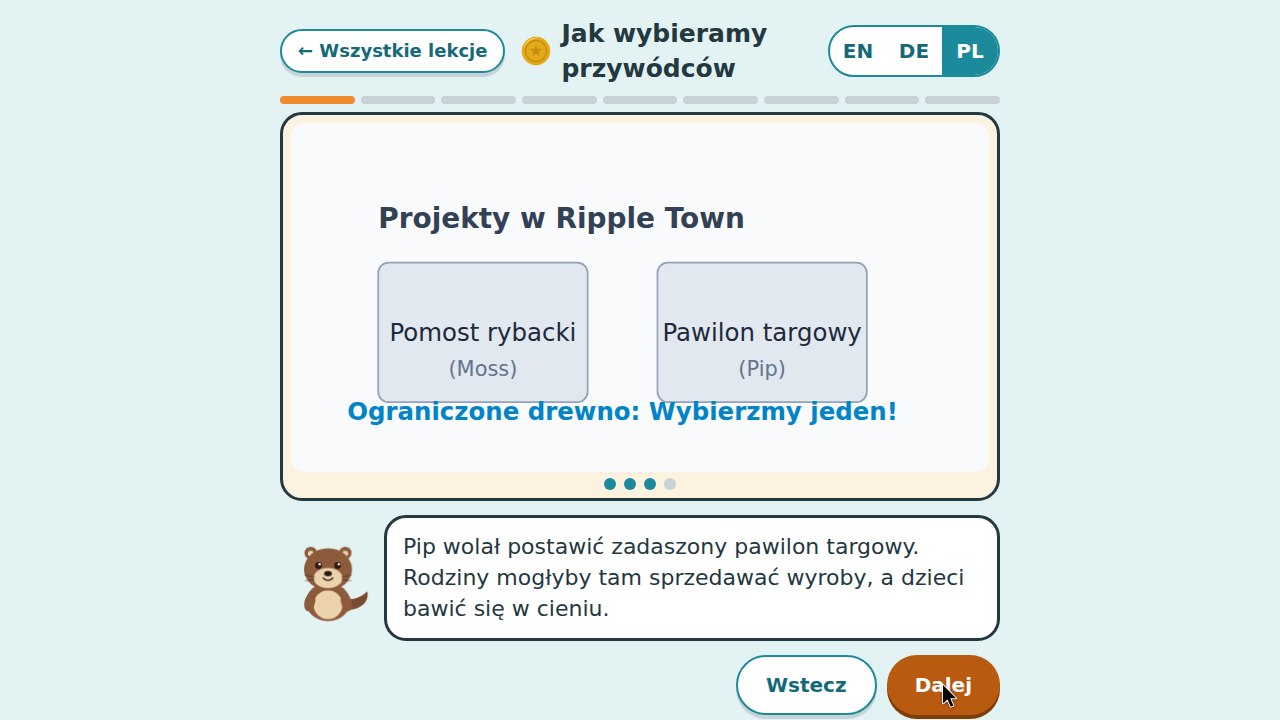 ← Wszystkie lekcje
Jak wybieramy
przywódców
EN DE PL
Projekty w Ripple Town
Pomost rybacki
(Moss)
Pawilon targowy
(Pip)
Ograniczone drewno: Wybierzmy jeden!
Pip wolał postawić zadaszony pawilon targowy.
Rodziny mogłyby tam sprzedawać wyroby, a dzieci
bawić się w cieniu.
Wstecz
Dalej